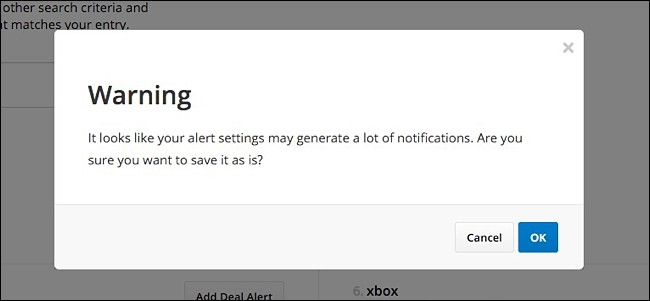 other search criteria and
at matches your entry.
×
Warning
It looks like your alert settings may generate a lot of notifications. Are you
sure you want to save it as is?
Cancel
OK
Add Deal Alert
6. xbox